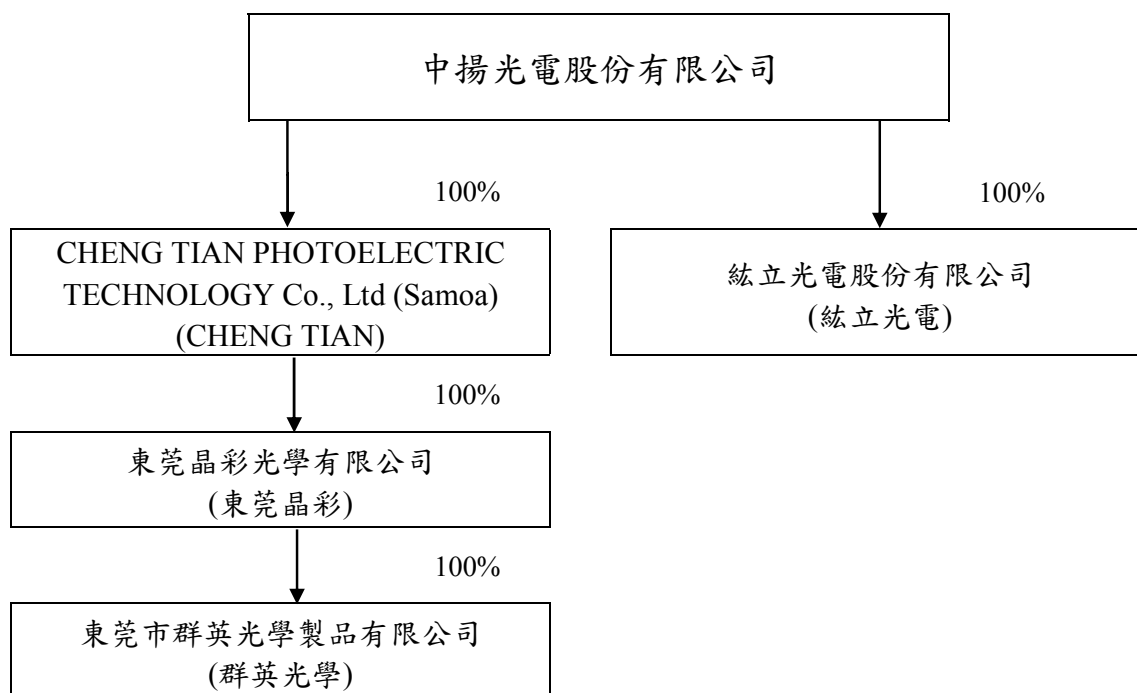 中揚光電股份有限公司
100%
100%
CHENG TIAN PHOTOELECTRIC
TECHNOLOGY Co., Ltd (Samoa)
(CHENG TIAN)
紘立光電股份有限公司
(紘立光電)
100%
東莞晶彩光學有限公司
(東莞晶彩)
100%
東莞市群英光學製品有限公司
(群英光學)